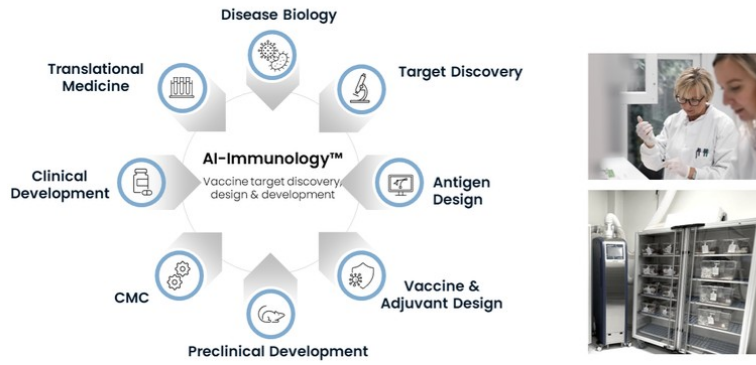 Disease Biology
Target Discovery
Antigen
Design
Vaccine &
Adjuvant Design
Preclinical Development
CMC
Clinical
Development
Translational
Medicine
AI-Immunology™
Vaccine target discovery,
design & development